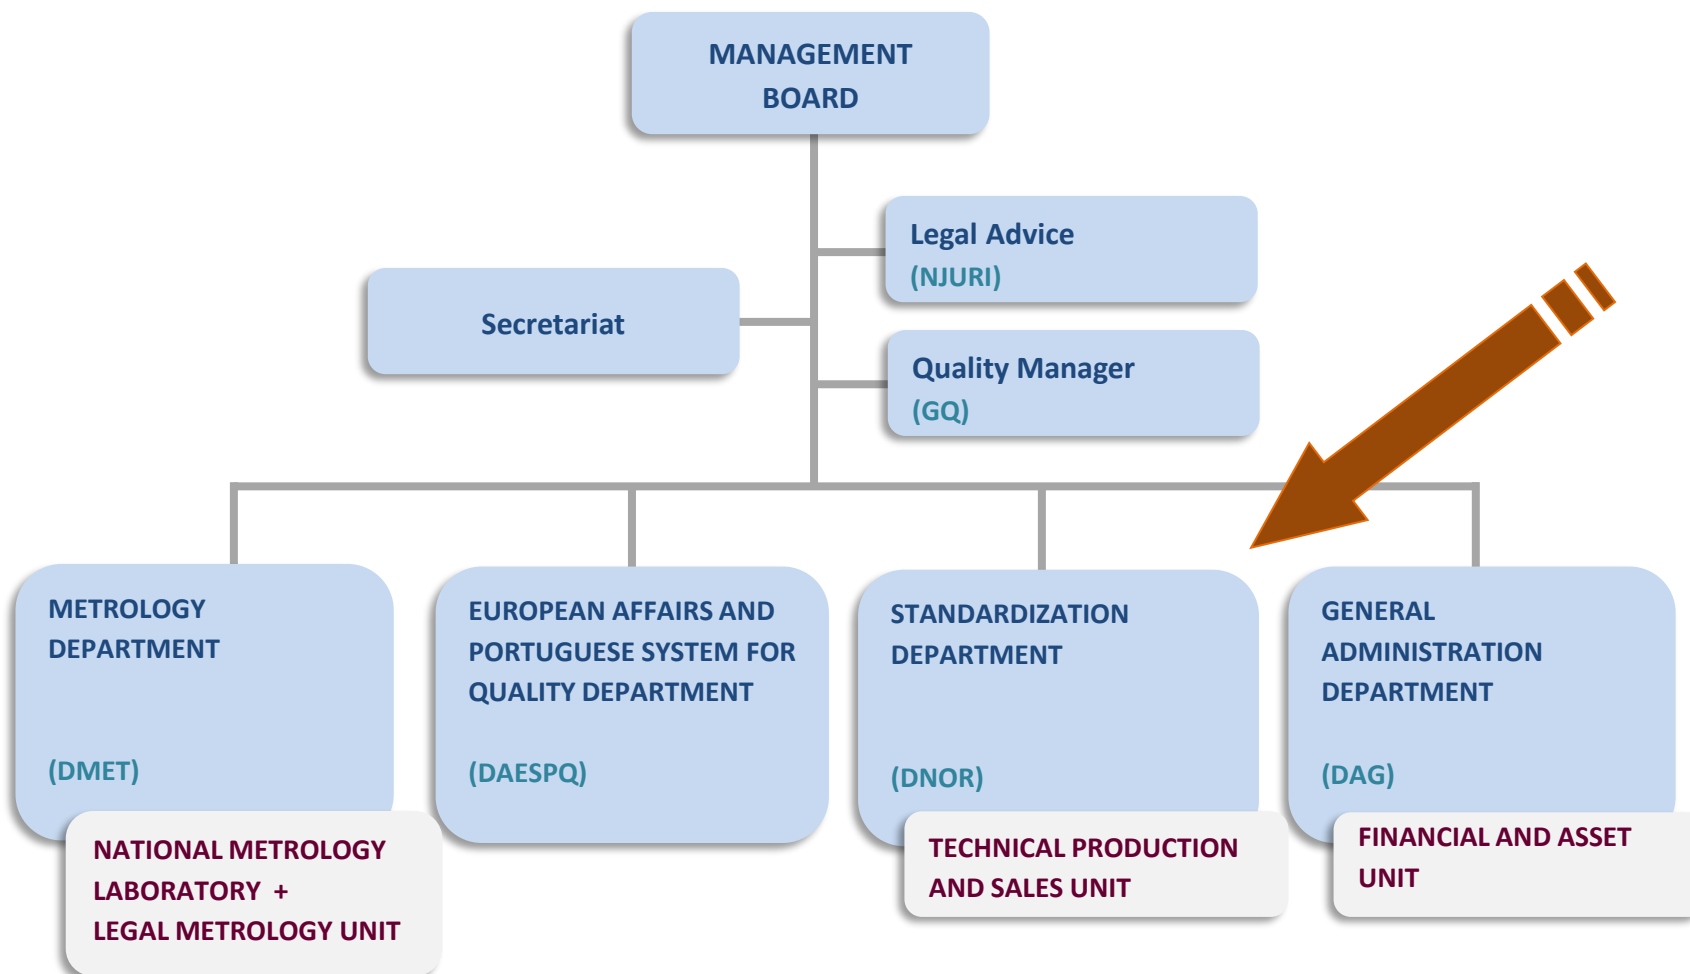 MANAGEMENT
BOARD
Legal Advice
(NJURI)
Secretariat
Quality Manager
(GQ)
METROLOGY
DEPARTMENT
(DMET)
NATIONAL METROLOGY
LABORATORY +
LEGAL METROLOGY UNIT
EUROPEAN AFFAIRS AND
PORTUGUESE SYSTEM FOR
QUALITY DEPARTMENT
(DAESPQ)
STANDARDIZATION
DEPARTMENT
(DNOR)
TECHNICAL PRODUCTION
AND SALES UNIT
GENERAL
ADMINISTRATION
DEPARTMENT
(DAG)
FINANCIAL AND ASSET
UNIT